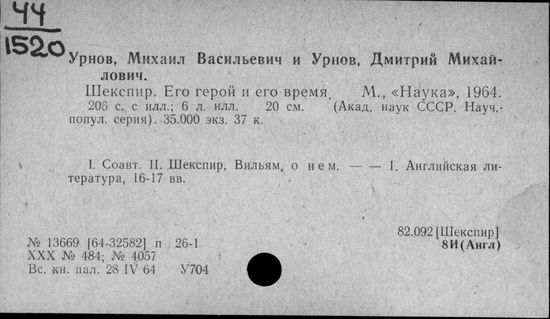 44
1520
Урнов, Михаил Васильевич и Урнов, Дмитрий Михай-
лович.
Шекспир. Его герой и его время. М., «Наука», 1964.
206 с. с илл.; 6 л. илл. 20 см. (Акад. наук СССР. Науч.-
попул. серия). 35.000 экз. 37 к.
I. Соавт. II. Шекспир, Вильям, о нем. — — 1. Английская ли-
тература, 16-17 вв.
82.092[Шекспир]
8И(Англ)
№ 13669 [64-32582] п 26-1
XXX № 484; № 4057
Вс. кн. пал. 28 IV 64 У704